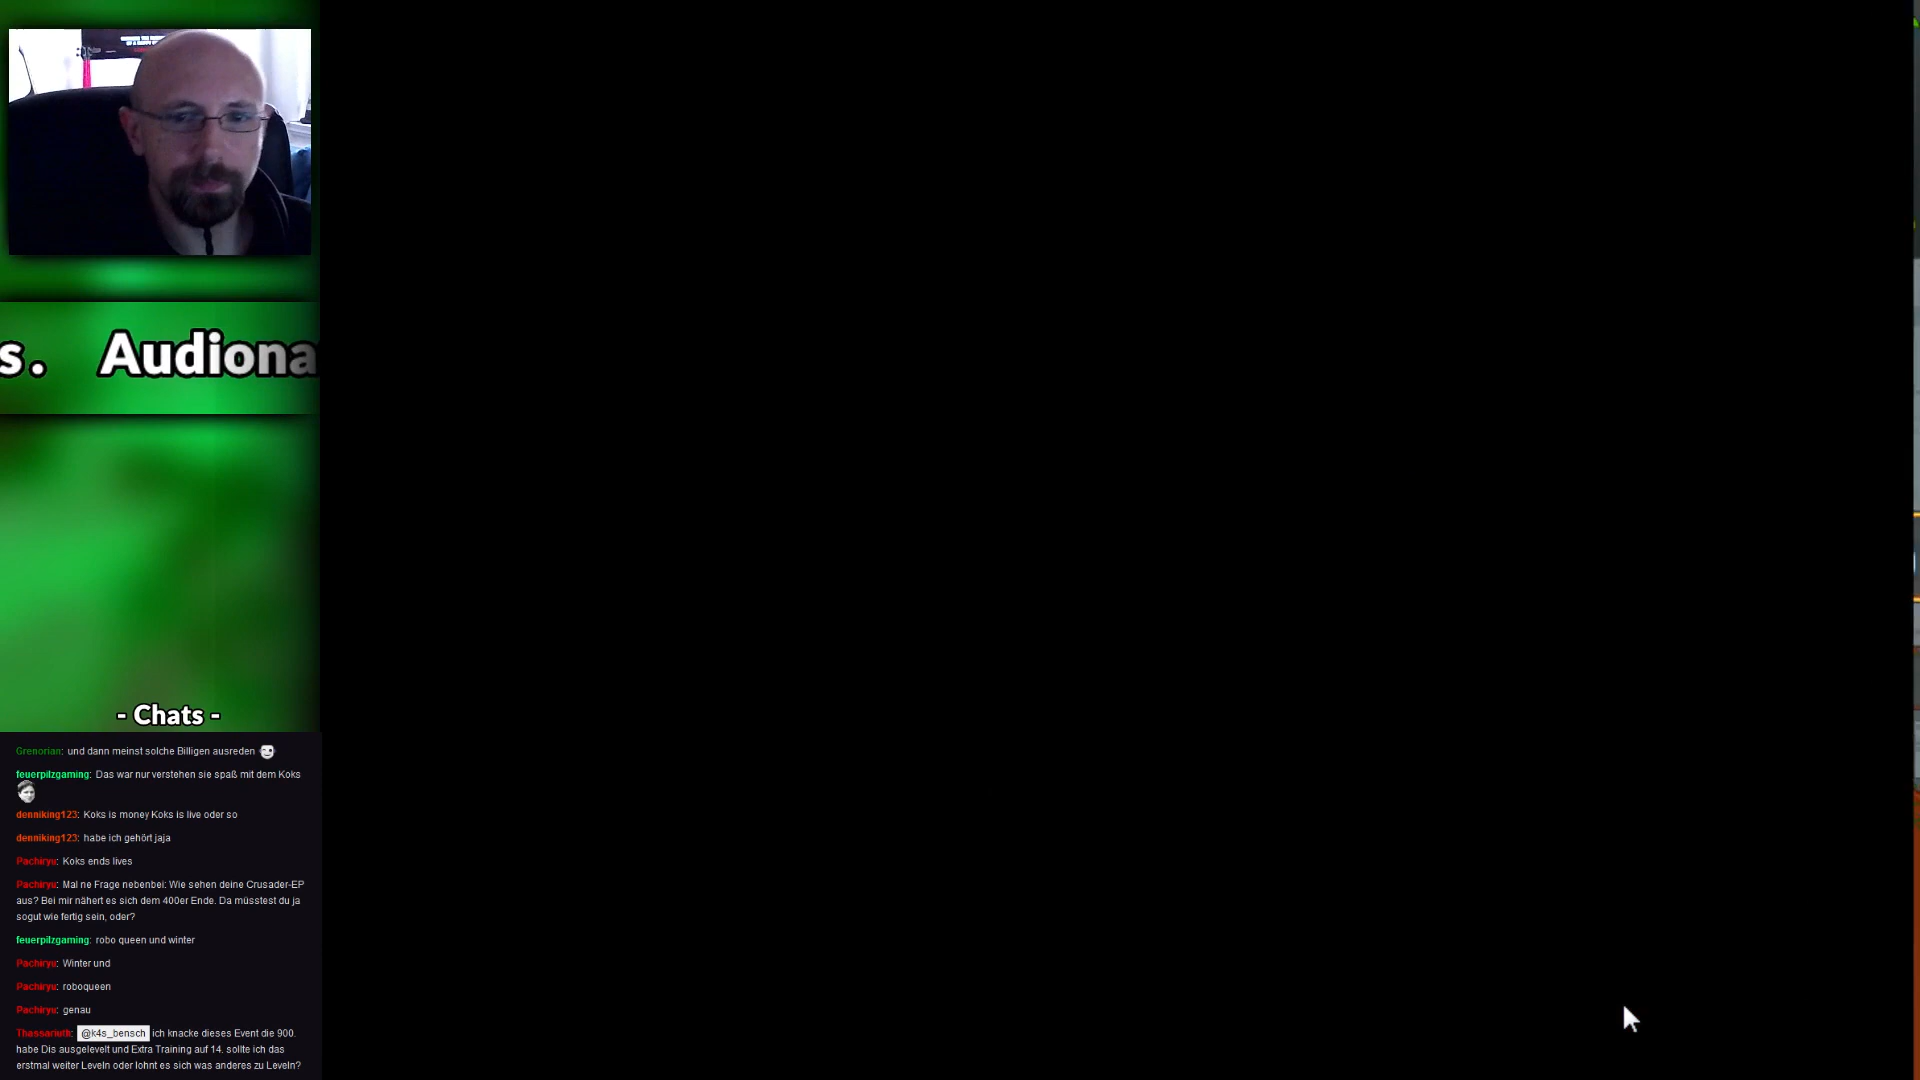 s. Audiona
- Chats -
Grenorian: und dann meinst solche Billigen ausreden
feuerpilzgaming: Das war nur verstehen sie spaß mit dem Koks
denniking123: Koks is money Koks is live oder so
denniking123: habe ich gehört jaja
Pachiryu: Koks ends lives
Pachiryu: Mal ne Frage nebenbei: Wie sehen deine Crusader-EP
aus? Bei mir nähert es sich dem 400er Ende. Da müsstest du ja
sogut wie fertig sein, oder?
feuerpilzgaming: robo queen und winter
Pachiryu: Winter und
Pachiryu: roboqueen
Pachiryu: genau
Thassariuth: @k4s_bensch ich knacke dieses Event die 900.
habe Dis ausgelevelt und Extra Training auf 14. sollte ich das
erstmal weiter Leveln oder lohnt es sich was anderes zu Leveln?